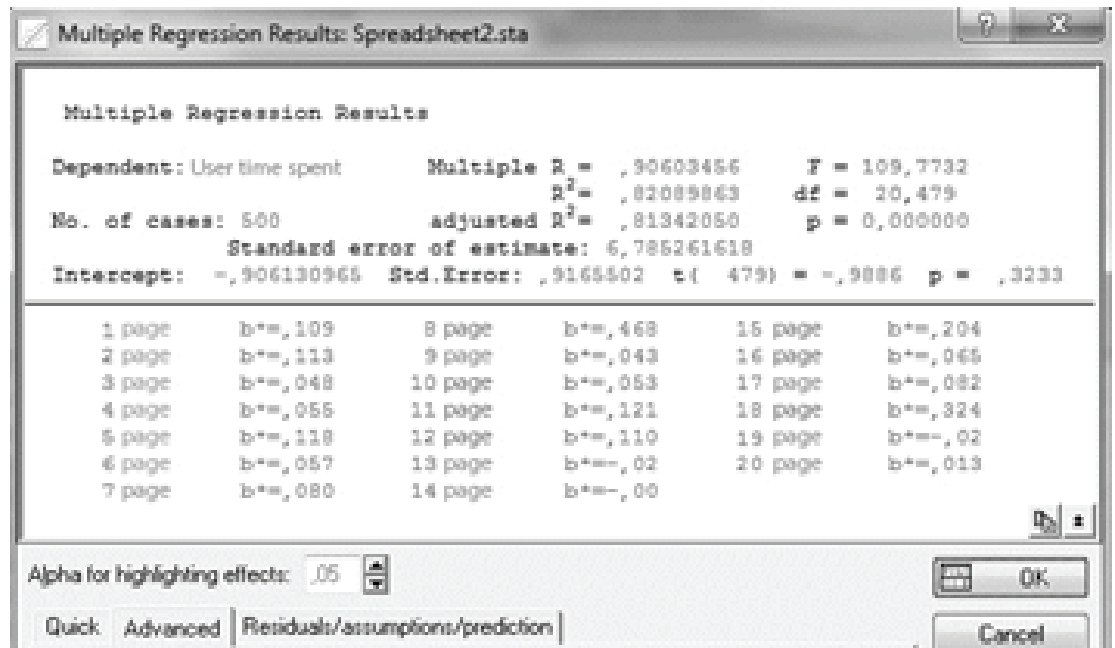 Multiple Regression Results: Spreadsheet2.sta
Multiple Regression Results
Dependent: User time spent Multiple R = ,90603456 F = 109,7732
R²= ,82089863 df = 20,479
No. of cases: 500 adjusted R²= ,81342050 p = 0,000000
Standard error of estimate: 6,785261618
Intercept: -,906130965 Std.Error: ,9165502 t( 479) = -,9886 p = ,3233
1 page b*=,109 8 page b*=,468 15 page b*=,204
2 page b*=,113 9 page b*=,043 16 page b*=,065
3 page b*=,048 10 page b*=,053 17 page b*=,082
4 page b*=,055 11 page b*=,121 18 page b*=,324
5 page b*=,118 12 page b*=,110 19 page b*=-,02
6 page b*=,057 13 page b*=-,02 20 page b*=,013
7 page b*=,080 14 page b*=-,00
Alpha for highlighting effects: ,05
OK
Quick Advanced Residuals/assumptions/prediction
Cancel